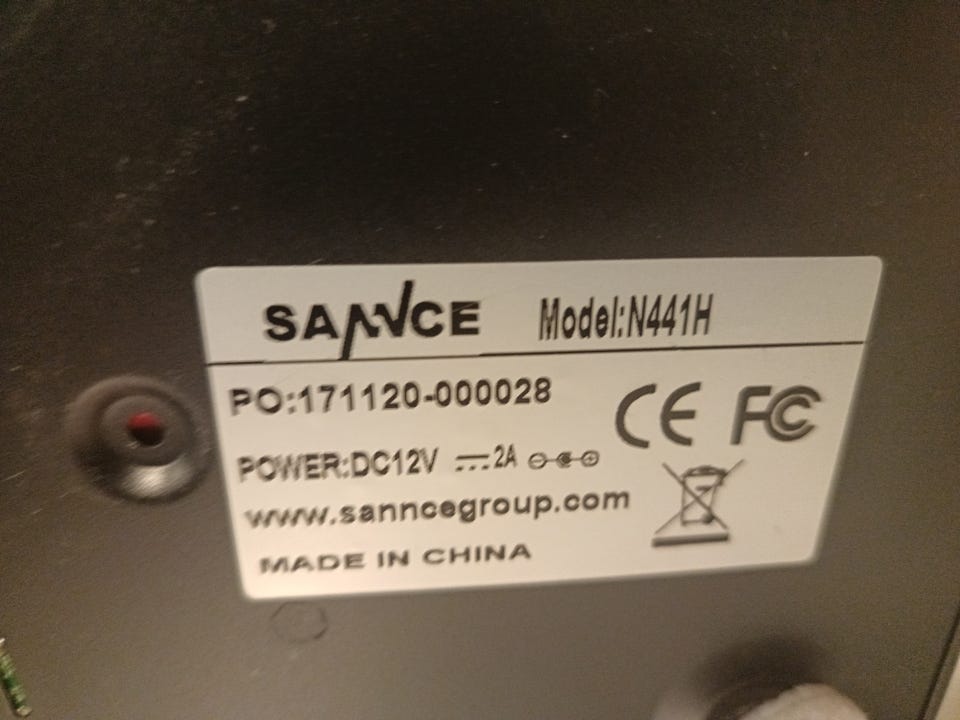 SANNCE Model:N441H
PO:171120-000028
CE FC
POWER:DC12V 2A
www.sanncegroup.com
MADE IN CHINA